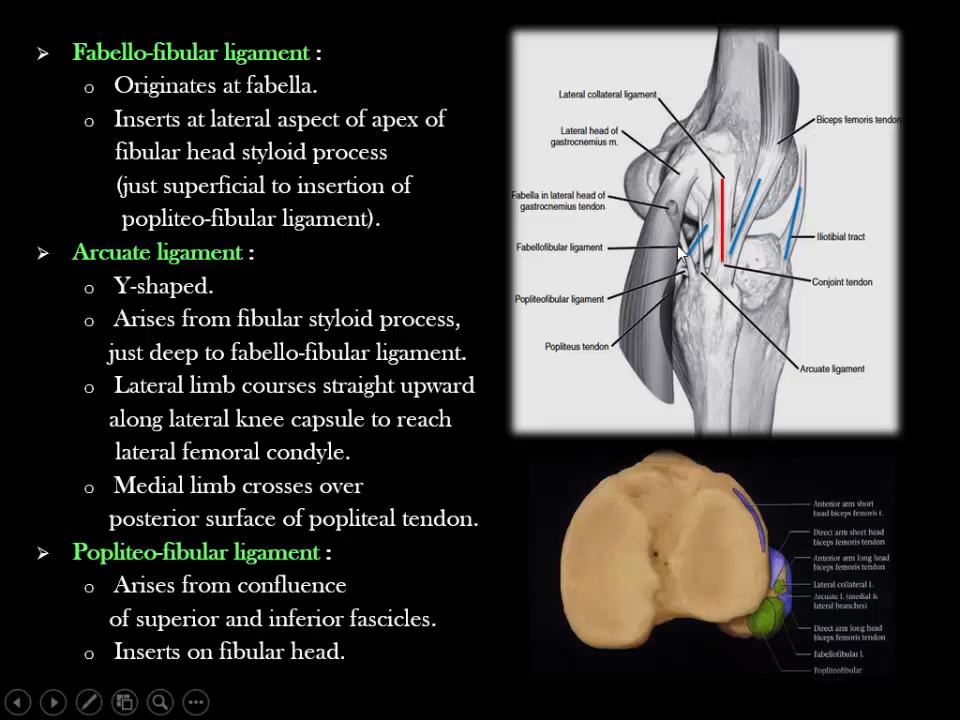 Fabello-fibular ligament :
Originates at fabella.
Inserts at lateral aspect of apex of
fibular head styloid process
(just superficial to insertion of
popliteo-fibular ligament).
Arcuate ligament :
Y-shaped.
Arises from fibular styloid process,
just deep to fabello-fibular ligament.
Lateral limb courses straight upward
along lateral knee capsule to reach
lateral femoral condyle.
Medial limb crosses over
posterior surface of popliteal tendon.
Popliteo-fibular ligament :
Arises from confluence
of superior and inferior fascicles.
Inserts on fibular head.
Lateral collateral ligament
Biceps femoris tendon
Lateral head of
gastrocnemius m.
Fabella in lateral head of
gastrocnemius tendon
Iliotibial tract
Fabellofibular ligament
Conjoint tendon
Popliteofibular ligament
Popliteus tendon
Arcuate ligament
Anterior arm short
head biceps femoris t.
Direct arm short head
biceps femoris tendon
Anterior arm long head
biceps femoris tendon
Lateral collateral l.
Arcuate l. (medial &
lateral branches)
Direct arm long head
biceps femoris tendon
Fabellofibular l.
Popliteofibular